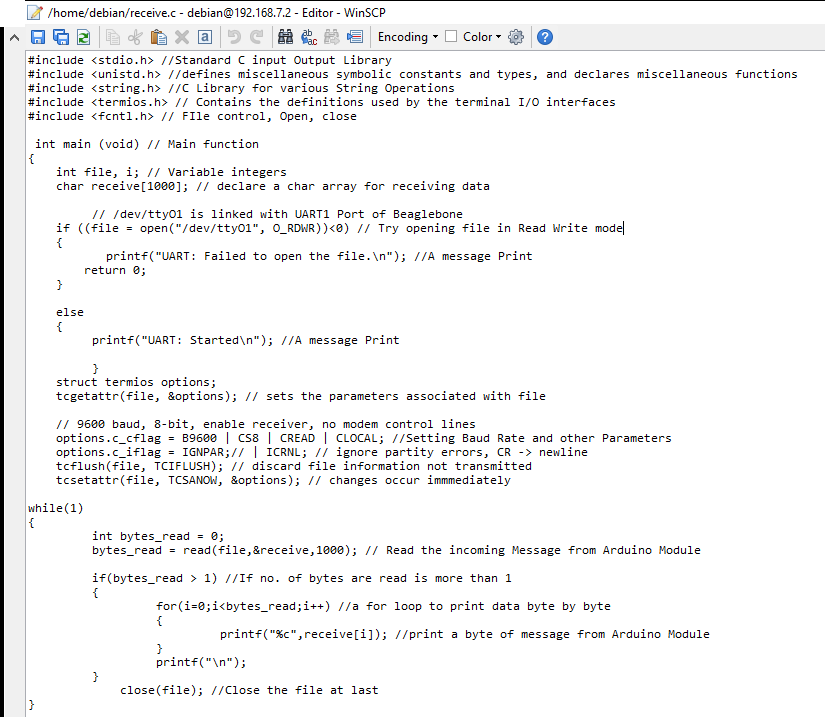 /home/debian/receive.c - debian@192.168.7.2 - Editor - WinSCP
Encoding Color
#include <stdio.h> //Standard C input Output Library
#include <unistd.h> //defines miscellaneous symbolic constants and types, and declares miscellaneous functions
#include <string.h> //C Library for various String Operations
#include <termios.h> // Contains the definitions used by the terminal I/O interfaces
#include <fcntl.h> // FIle control, Open, close
int main (void) // Main function
{
int file, i; // Variable integers
char receive[1000]; // declare a char array for receiving data
// /dev/ttyO1 is linked with UART1 Port of Beaglebone
if ((file = open("/dev/ttyO1", O_RDWR))<0) // Try opening file in Read Write mode
{
printf("UART: Failed to open the file.\n"); //A message Print
return 0;
}
else
{
printf("UART: Started\n"); //A message Print
}
struct termios options;
tcgetattr(file, &options); // sets the parameters associated with file
// 9600 baud, 8-bit, enable receiver, no modem control lines
options.c_cflag = B9600 | CS8 | CREAD | CLOCAL; //Setting Baud Rate and other Parameters
options.c_iflag = IGNPAR;// | ICRNL; // ignore partity errors, CR -> newline
tcflush(file, TCIFLUSH); // discard file information not transmitted
tcsetattr(file, TCSANOW, &options); // changes occur immmediately
while(1)
{
int bytes_read = 0;
bytes_read = read(file,&receive,1000); // Read the incoming Message from Arduino Module
if(bytes_read > 1) //If no. of bytes are read is more than 1
{
for(i=0;i<bytes_read;i++) //a for loop to print data byte by byte
{
printf("%c",receive[i]); //print a byte of message from Arduino Module
}
printf("\n");
}
close(file); //Close the file at last
}